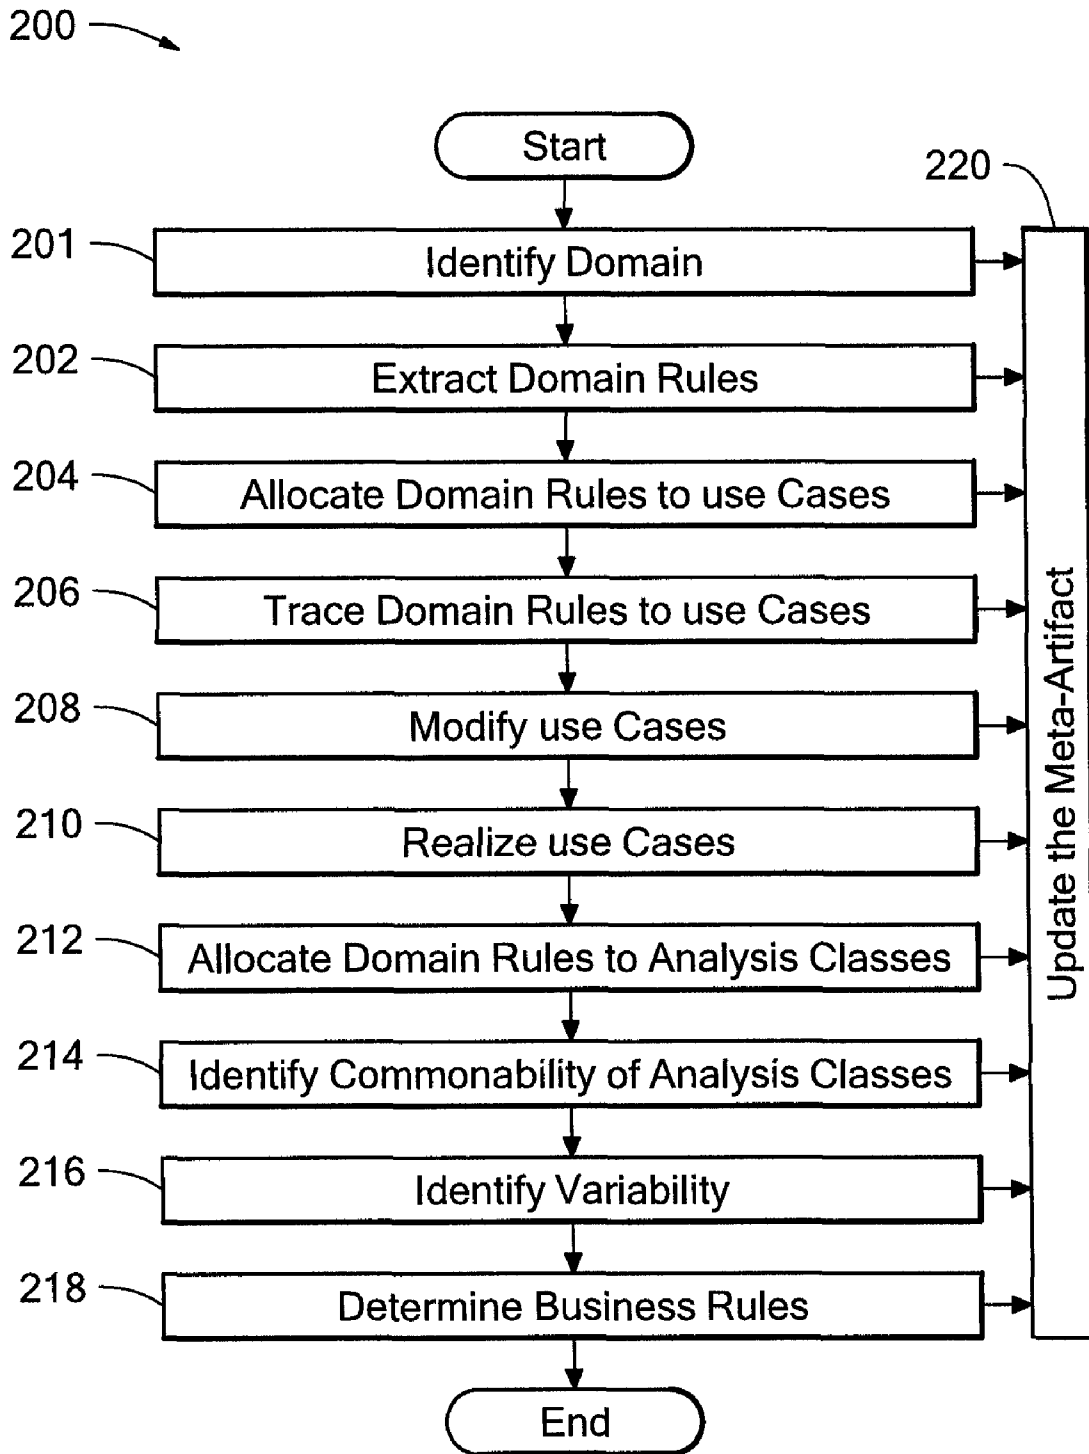 200
Start
220
201
Identify Domain
202
Extract Domain Rules
204
Allocate Domain Rules to use Cases
206
Trace Domain Rules to use Cases
208
Modify use Cases
210
Realize use Cases
212
Allocate Domain Rules to Analysis Classes
214
Identify Commonability of Analysis Classes
216
Identify Variability
218
Determine Business Rules
Update the Meta-Artifact
End